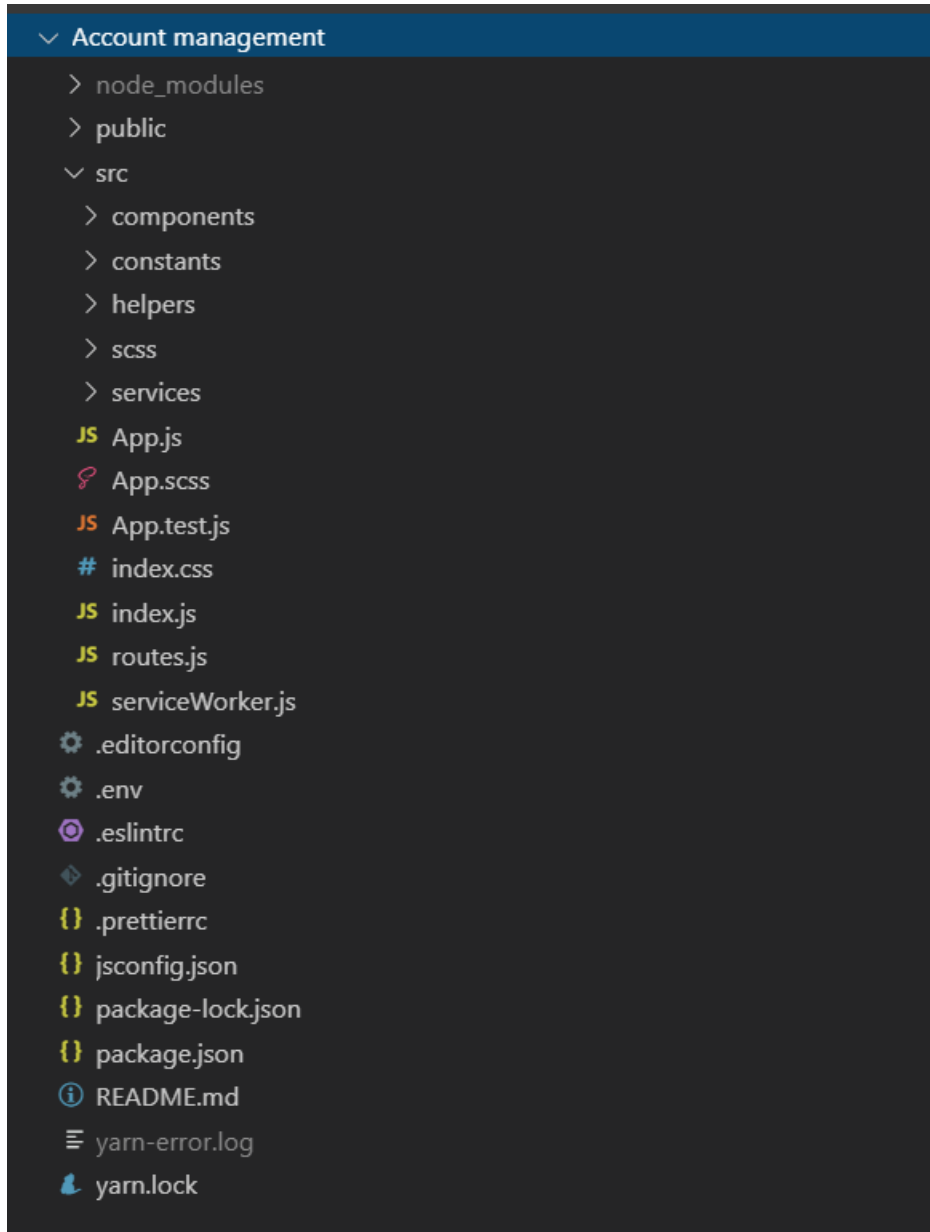 Account management
node_modules
public
src
components
constants
helpers
scss
services
JS App.js
App.scss
JS App.test.js
# index.css
JS index.js
JS routes.js
JS serviceWorker.js
.editorconfig
.env
.eslintrc
.gitignore
{} .prettierrc
{} jsconfig.json
{} package-lock.json
{} package.json
README.md
yarn-error.log
yarn.lock